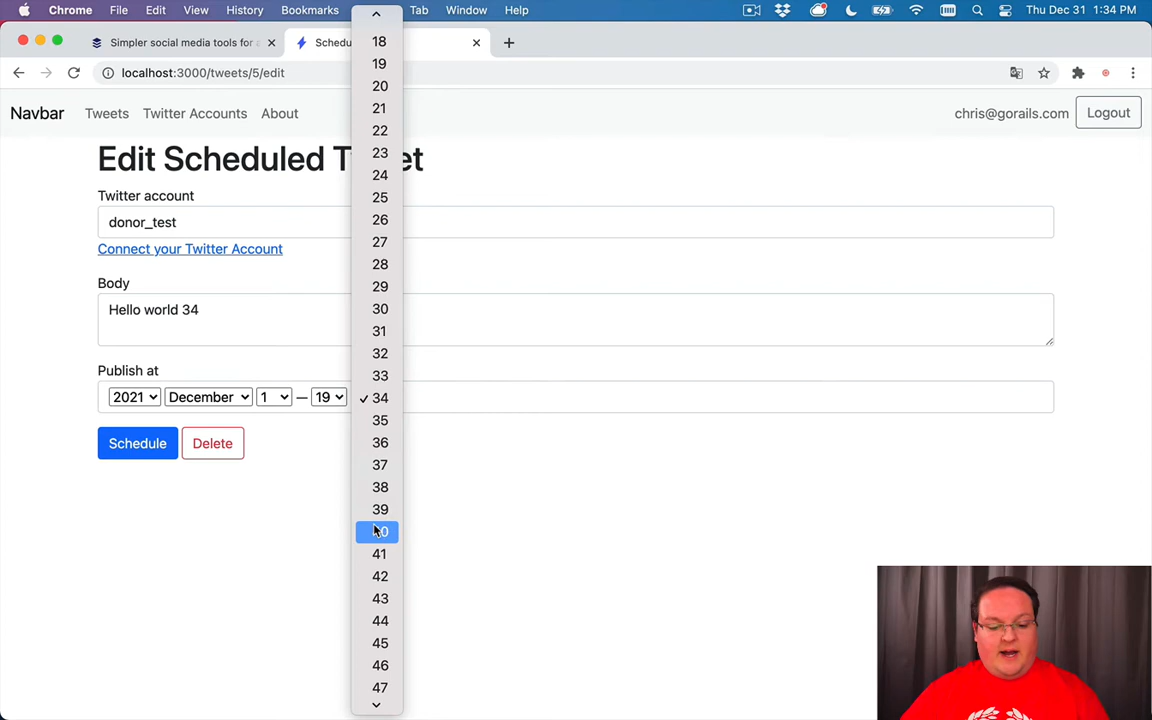 Chrome File Edit View History Bookmarks Tab Window Help Thu Dec 31 1:34 PM
Simpler social media tools for Schedu
localhost:3000/tweets/5/edit
Navbar Tweets Twitter Accounts About chris@gorails.com Logout
Edit Scheduled
Twitter account
donor_test
Connect your Twitter Account
Body
Hello world 34
Publish at
2021 December 1 — 19
Schedule Delete
18
19
20
21
22
23
24
25
26
27
28
29
30
31
32
33
34
35
36
37
38
39
40
41
42
43
44
45
46
47